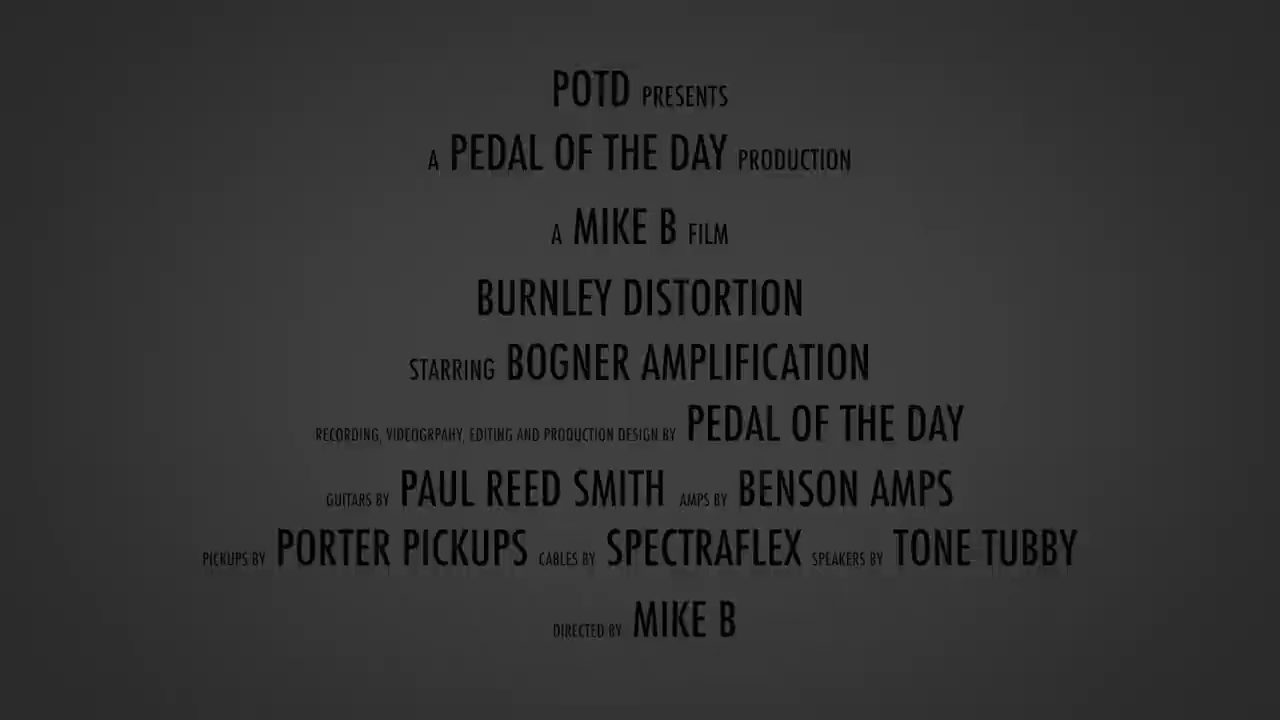 POTD PRESENTS
A PEDAL OF THE DAY PRODUCTION
A MIKE B FILM
BURNLEY DISTORTION
STARRING BOGNER AMPLIFICATION
RECORDING, VIDEOGRPAHY, EDITING AND PRODUCTION DESIGN BY PEDAL OF THE DAY
GUITARS BY PAUL REED SMITH AMPS BY BENSON AMPS
PICKUPS BY PORTER PICKUPS CABLES BY SPECTRAFLEX SPEAKERS BY TONE TUBBY
DIRECTED BY MIKE B